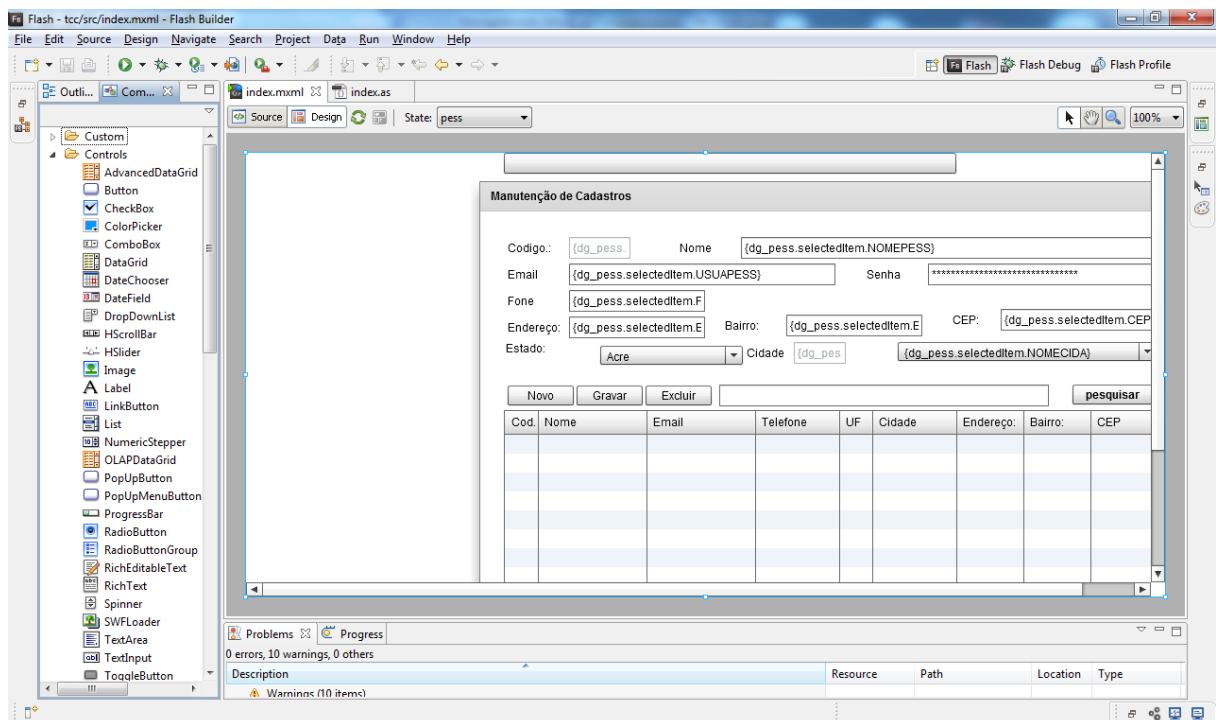 Flash - tcc/src/index.mxml - Flash Builder
File Edit Source Design Navigate Search Project Data Run Window Help
Flash Flash Debug Flash Profile
Outli... Com...
index.mxml index.as
Source Design State: pess 100%
Custom
Controls
AdvancedDataGrid
Button
CheckBox
ColorPicker
ComboBox
DataGrid
DateChooser
DateField
DropDownList
HScrollBar
HSlider
Image
Label
LinkButton
List
NumericStepper
OLAPDataGrid
PopUpButton
PopUpMenuButton
ProgressBar
RadioButton
RadioButtonGroup
RichEditableText
RichText
Spinner
SWFLoader
TextArea
TextInput
ToggleButton
Manutenção de Cadastros
Codigo.: {dg_pess. Nome {dg_pess.selectedItem.NOMEPESS}
Email {dg_pess.selectedItem.USUAPESS} Senha ******************************
Fone {dg_pess.selectedItem.F
Endereço: {dg_pess.selectedItem.E Bairro: {dg_pess.selectedItem.E CEP: {dg_pess.selectedItem.CEP
Estado: Acre Cidade {dg_pes {dg_pess.selectedItem.NOMECIDA}
Novo Gravar Excluir pesquisar
Cod. Nome Email Telefone UF Cidade Endereço: Bairro: CEP
Problems Progress
0 errors, 10 warnings, 0 others
Description Resource Path Location Type
Warnings (10 items)